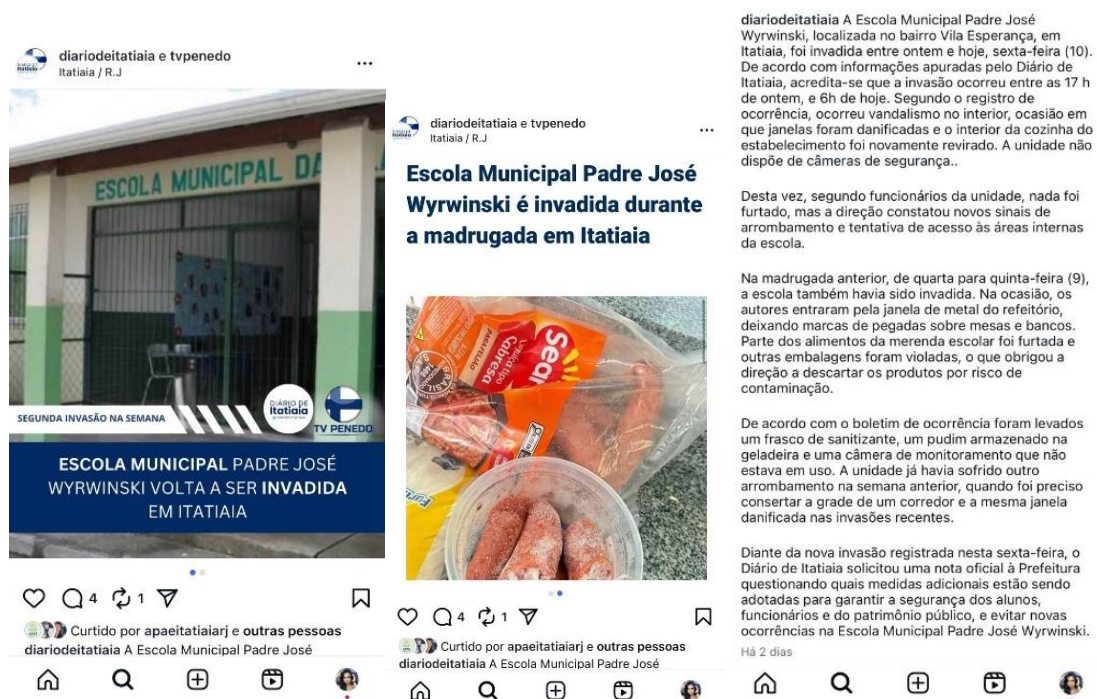 diariodeitatiaia e tvpenedo
Itatiaia / R.J
ESCOLA MUNICIPAL
SEGUNDA INVASÃO NA SEMANA
DIÁRIO DE
itatiaia
TV PENEDO
ESCOLA MUNICIPAL PADRE JOSÉ
WYRWINSKI VOLTA A SER INVADIDA
EM ITATIAIA
4
1
Curtido por apaeitatiaiarj e outras pessoas
diariodeitatiaia A Escola Municipal Padre José
diariodeitatiaia e tvpenedo
Itatiaia / R.J
Escola Municipal Padre José
Wyrwinski é invadida durante
a madrugada em Itatiaia
Sear
PARA FEIJÃO
BRASIL
4
1
Curtido por apaeitatiaiarj e outras pessoas
diariodeitatiaia A Escola Municipal Padre José
diariodeitatiaia A Escola Municipal Padre José
Wyrwinski, localizada no bairro Vila Esperança, em
Itatiaia, foi invadida entre ontem e hoje, sexta-feira (10).
De acordo com informações apuradas pelo Diário de
Itatiaia, acredita-se que a invasão ocorreu entre as 17 h
de ontem, e 6h de hoje. Segundo o registro de
ocorrência, ocorreu vandalismo no interior, ocasião em
que janelas foram danificadas e o interior da cozinha do
estabelecimento foi novamente revirado. A unidade não
dispõe de câmeras de segurança..
Desta vez, segundo funcionários da unidade, nada foi
furtado, mas a direção constatou novos sinais de
arrombamento e tentativa de acesso às áreas internas
da escola.
Na madrugada anterior, de quarta para quinta-feira (9),
a escola também havia sido invadida. Na ocasião, os
autores entraram pela janela de metal do refeitório,
deixando marcas de pegadas sobre mesas e bancos.
Parte dos alimentos da merenda escolar foi furtada e
outras embalagens foram violadas, o que obrigou a
direção a descartar os produtos por risco de
contaminação.
De acordo com o boletim de ocorrência foram levados
um frasco de sanitizante, um pudim armazenado na
geladeira e uma câmera de monitoramento que não
estava em uso. A unidade já havia sofrido outro
arrombamento na semana anterior, quando foi preciso
consertar a grade de um corredor e a mesma janela
danificada nas invasões recentes.
Diante da nova invasão registrada nesta sexta-feira, o
Diário de Itatiaia solicitou uma nota oficial à Prefeitura
questionando quais medidas adicionais estão sendo
adotadas para garantir a segurança dos alunos,
funcionários e do patrimônio público, e evitar novas
ocorrências na Escola Municipal Padre José Wyrwinski.
Há 2 dias